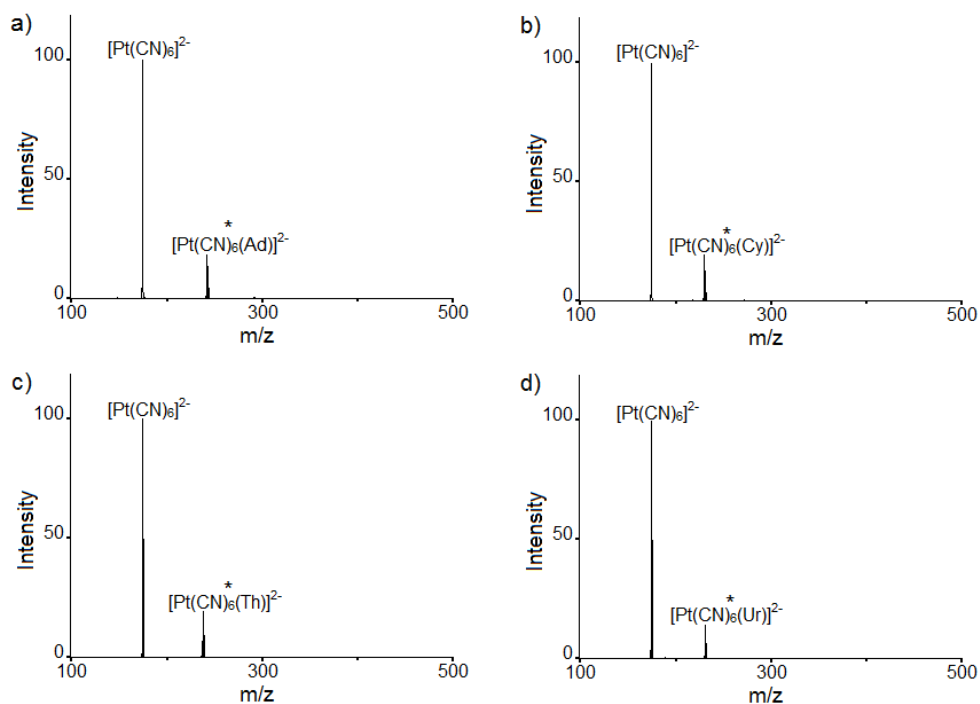 a)
[Pt(CN)₆]²⁻
100
50
0
Intensity
*
[Pt(CN)₆(Ad)]²⁻
100
300
500
m/z
b)
[Pt(CN)₆]²⁻
100
50
0
Intensity
*
[Pt(CN)₆(Cy)]²⁻
100
300
500
m/z
c)
[Pt(CN)₆]²⁻
100
50
0
Intensity
*
[Pt(CN)₆(Th)]²⁻
100
300
500
m/z
d)
[Pt(CN)₆]²⁻
100
50
0
Intensity
*
[Pt(CN)₆(Ur)]²⁻
100
300
500
m/z